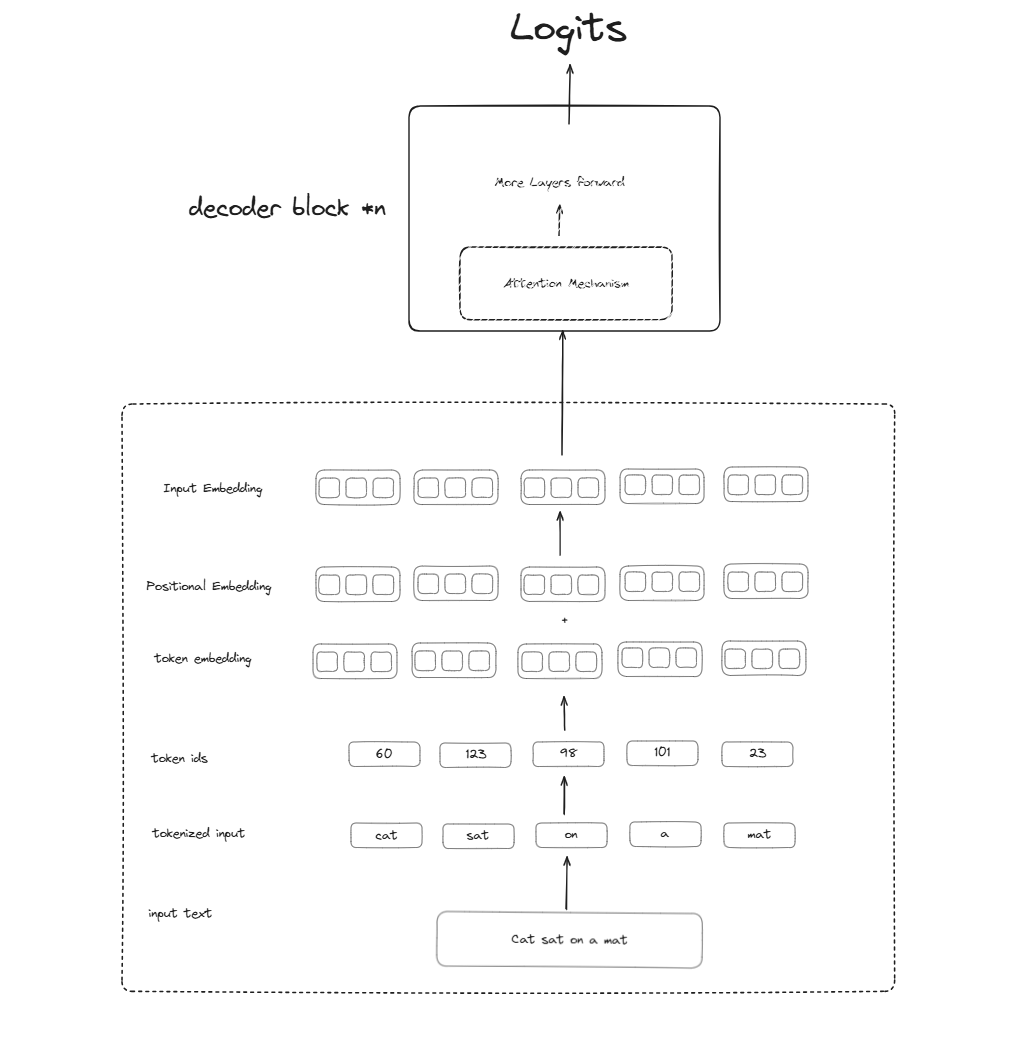 Logits
decoder block *n
More Layers forward
Attention Mechanism
Input Embedding
Positional Embedding
+
token embedding
token ids
60 123 98 101 23
tokenized input
cat sat on a mat
input text
Cat sat on a mat